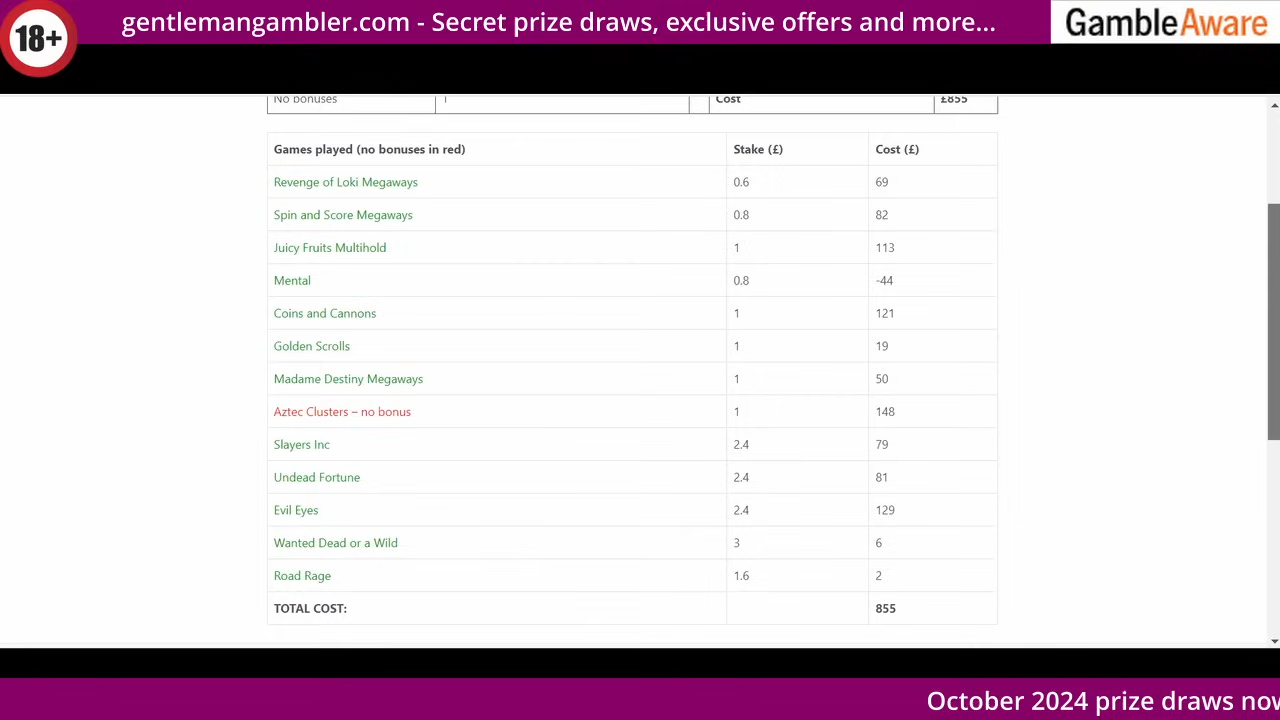 18+
gentlemangambler.com - Secret prize draws, exclusive offers and more...
GambleAware
No bonuses 1 Cost £855
Games played (no bonuses in red) Stake (£) Cost (£)
Revenge of Loki Megaways 0.6 69
Spin and Score Megaways 0.8 82
Juicy Fruits Multihold 1 113
Mental 0.8 -44
Coins and Cannons 1 121
Golden Scrolls 1 19
Madame Destiny Megaways 1 50
Aztec Clusters – no bonus 1 148
Slayers Inc 2.4 79
Undead Fortune 2.4 81
Evil Eyes 2.4 129
Wanted Dead or a Wild 3 6
Road Rage 1.6 2
TOTAL COST: 855
October 2024 prize draws nov